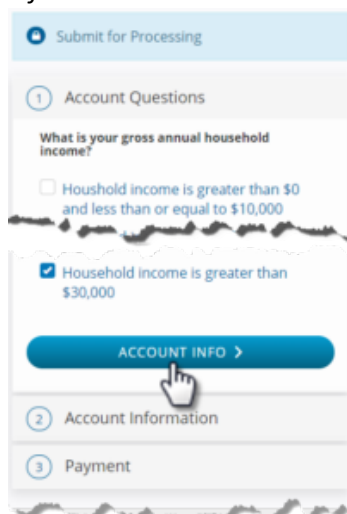 Submit for Processing
1 Account Questions
What is your gross annual household
income?
Houshold income is greater than $0
and less than or equal to $10,000
Household income is greater than
$30,000
ACCOUNT INFO >
2 Account Information
3 Payment